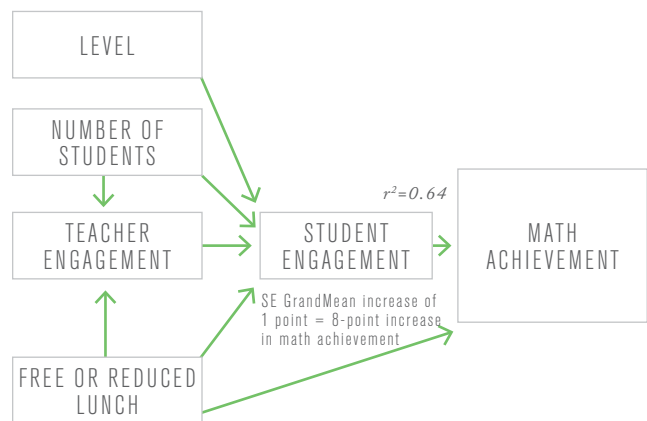 LEVEL
NUMBER OF
STUDENTS
TEACHER
ENGAGEMENT
FREE OR REDUCED
LUNCH
STUDENT
ENGAGEMENT
SE GrandMean increase of
1 point = 8-point increase
in math achievement
r²=0.64
MATH
ACHIEVEMENT